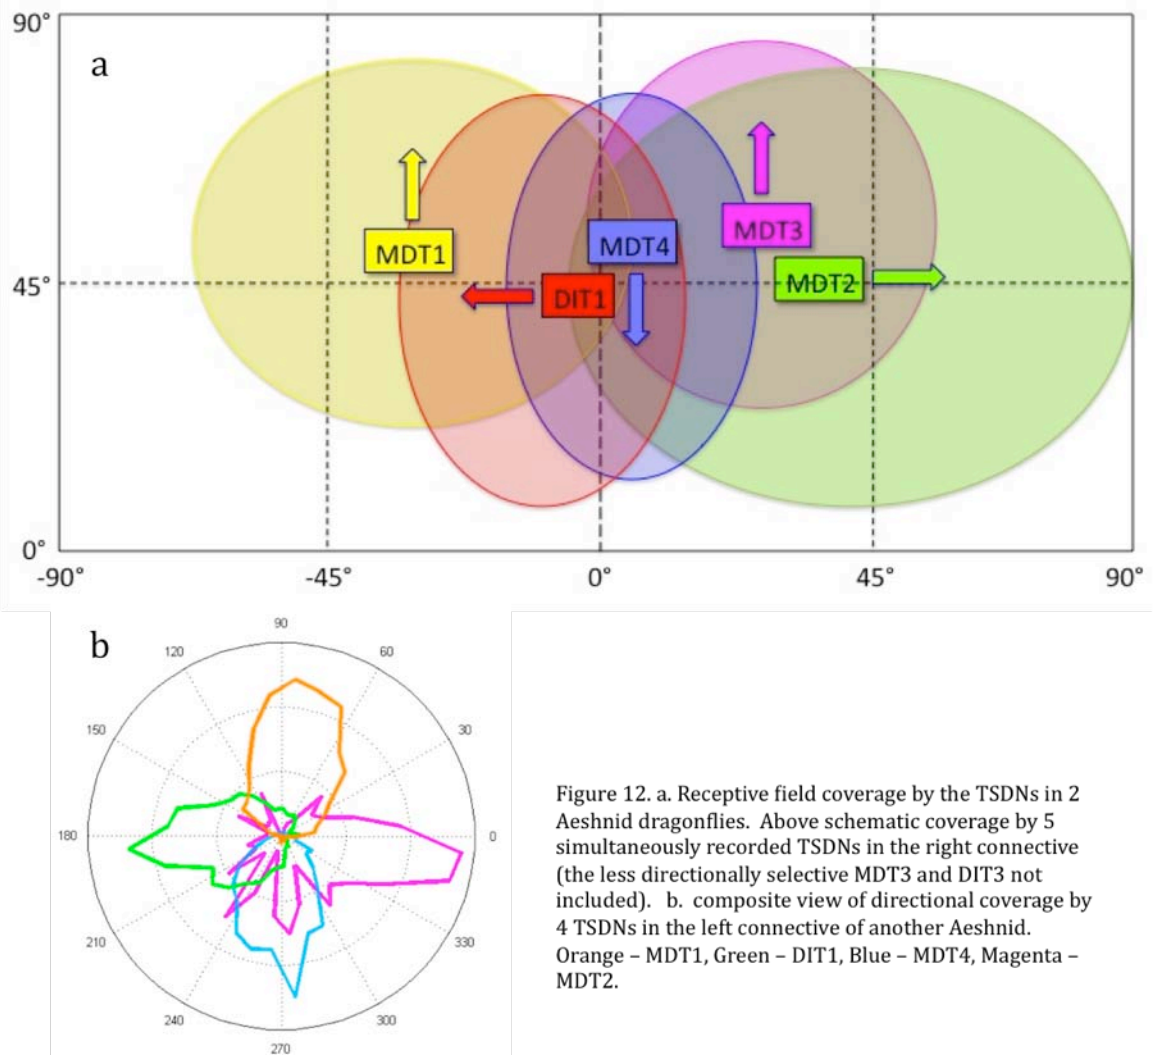 90°
a
MDT1
MDT4
MDT3
DIT1
MDT2
45°
0°
-90°
-45°
0°
45°
90°
b
90
120
60
150
30
180
0
210
330
240
300
270
Figure 12. a. Receptive field coverage by the TSDNs in 2
Aeshnid dragonflies.  Above schematic coverage by 5
simultaneously recorded TSDNs in the right connective
(the less directionally selective MDT3 and DIT3 not
included).   b.  composite view of directional coverage by
4 TSDNs in the left connective of another Aeshnid.
Orange – MDT1, Green – DIT1, Blue – MDT4, Magenta –
MDT2.